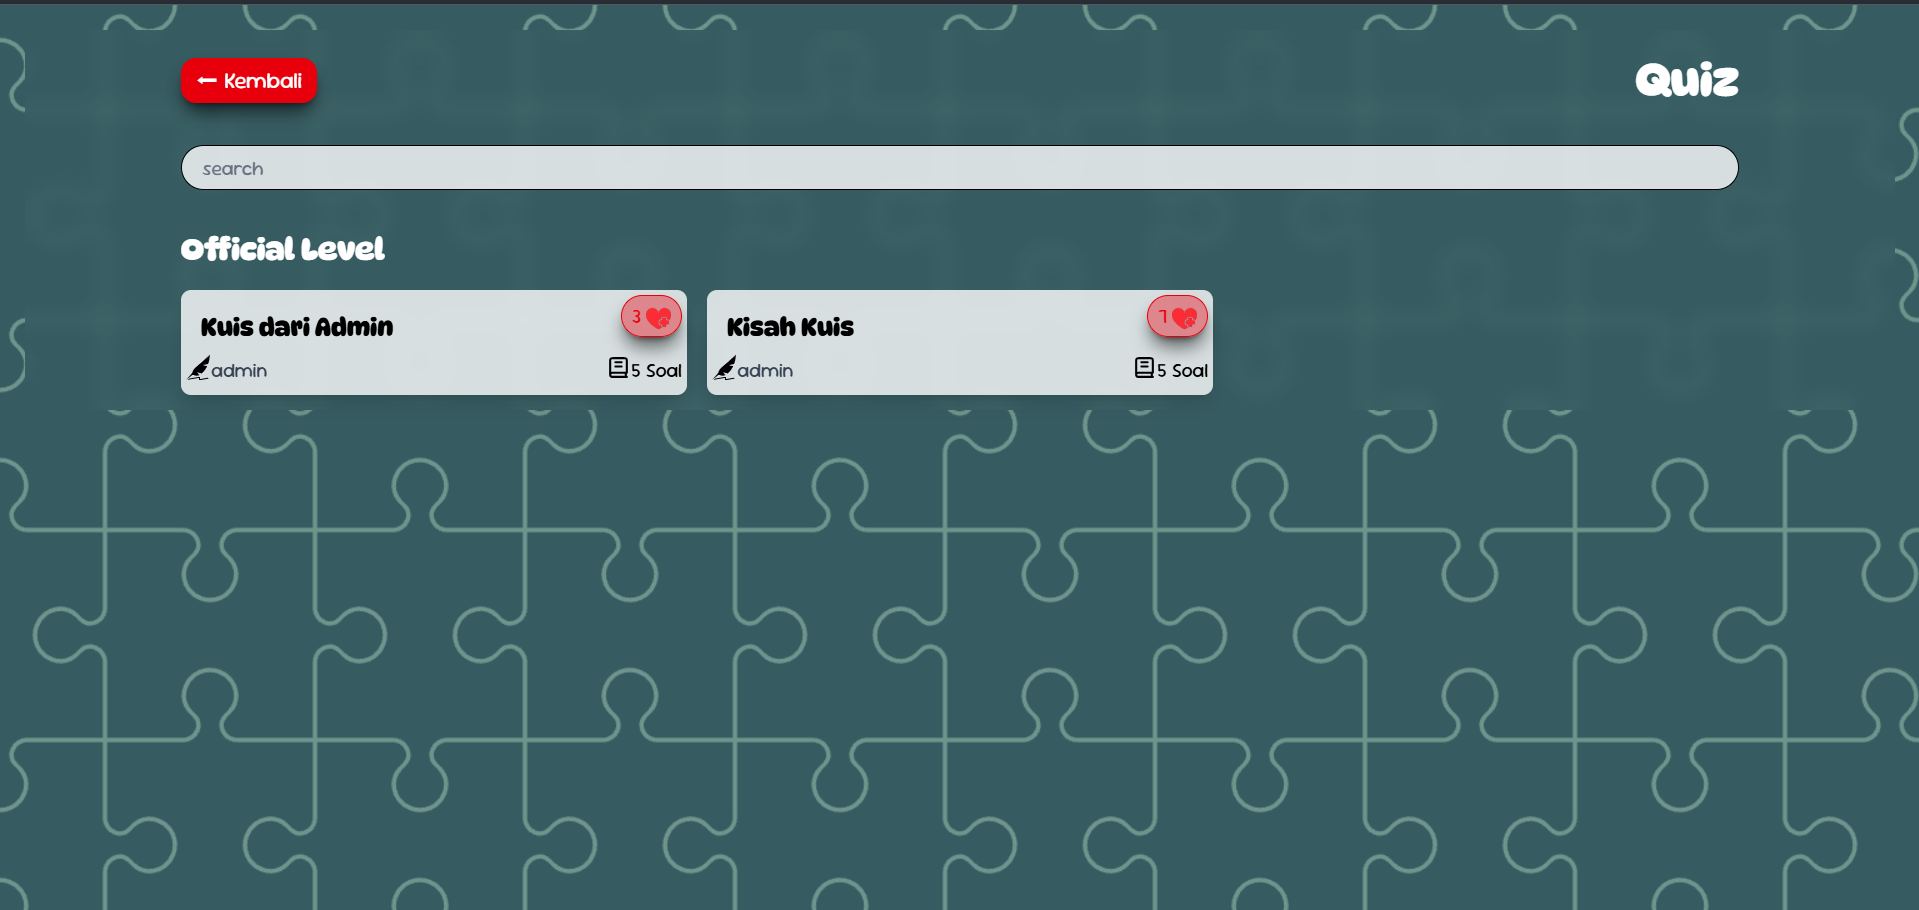 Kembali
Quiz
search
Official Level
Kuis dari Admin
3
admin
5 Soal
Kisah Kuis
1
admin
5 Soal